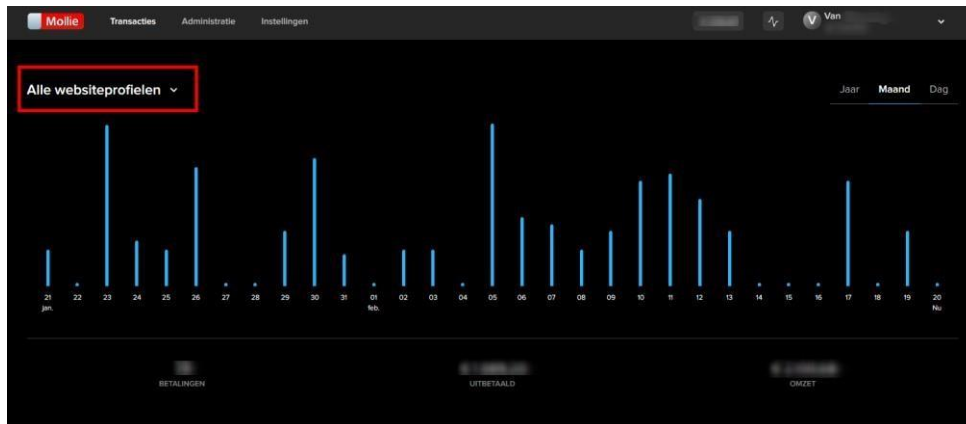 Mollie Transacties Administratie Instellingen V Van
Alle websiteprofielen Jaar Maand Dag
21 22 23 24 25 26 27 28 29 30 31 01 02 03 04 05 06 07 08 09 10 11 12 13 14 15 16 17 18 19 20
jan. feb. Nu
BETALINGEN UITBETAALD OMZET